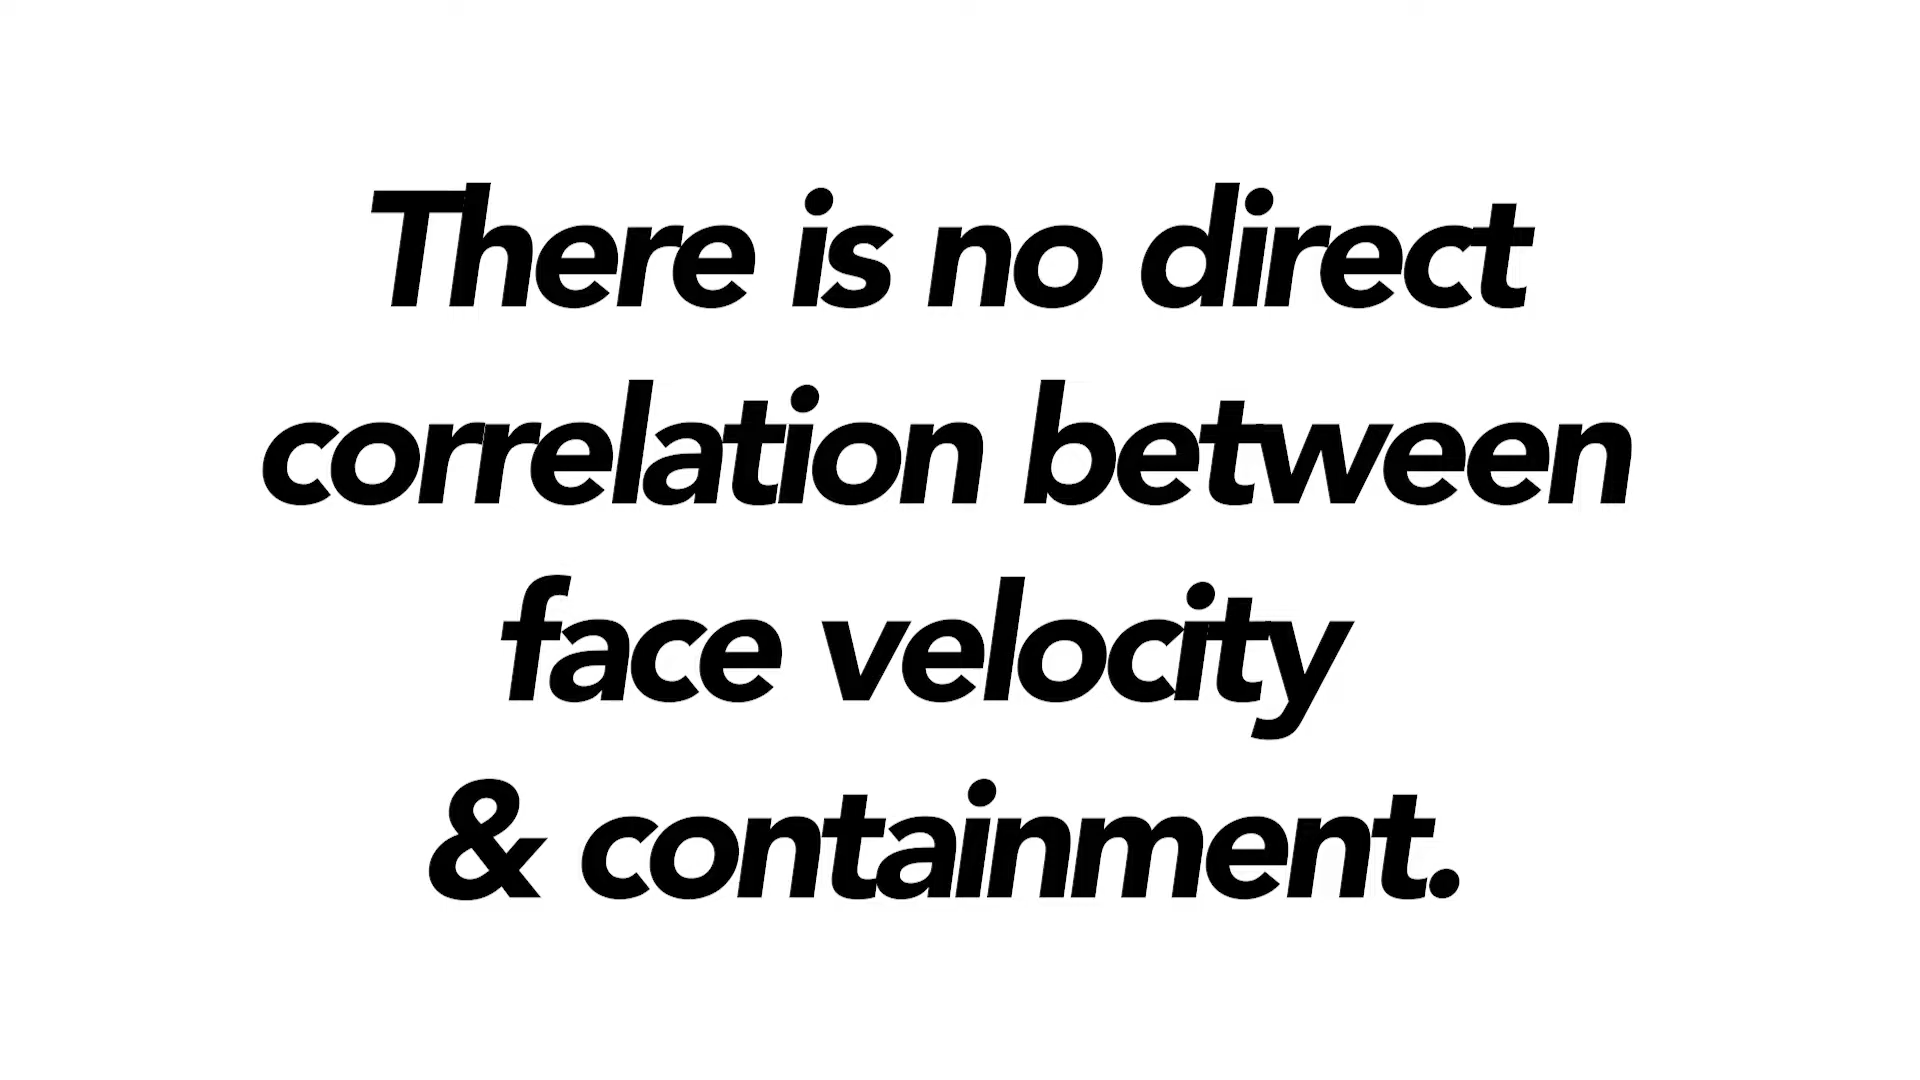 There is no direct
correlation between
face velocity
& containment.